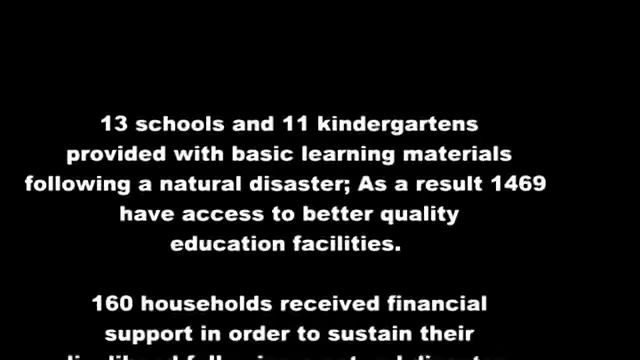 13 schools and 11 kindergartens
provided with basic learning materials
following a natural disaster; As a result 1469
have access to better quality
education facilities.
160 households received financial
support in order to sustain their